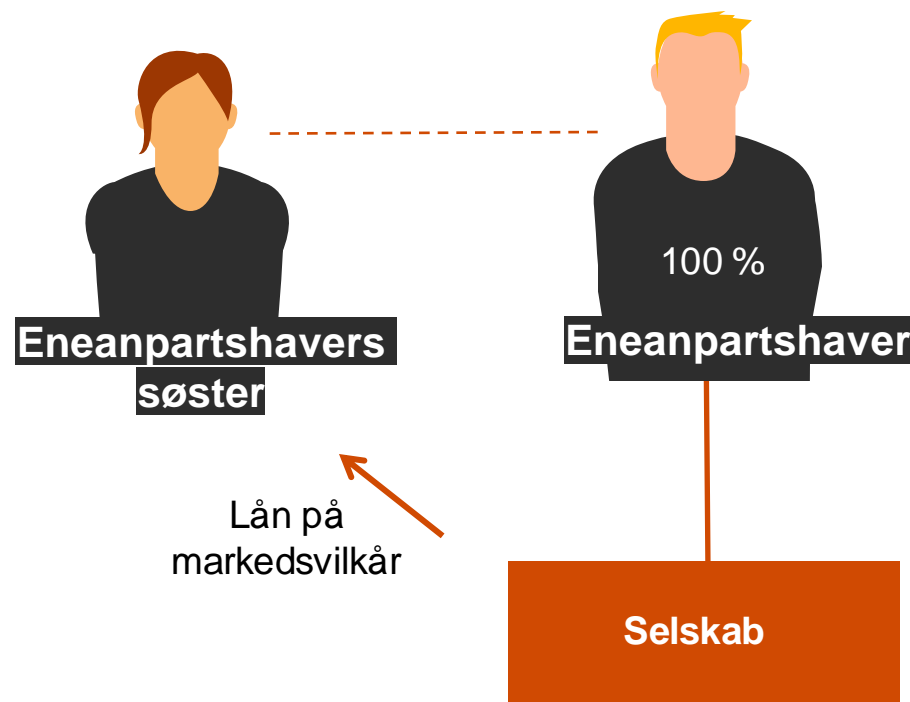 100 %
Eneanpartshavers
søster
Eneanpartshaver
Lån på
markedsvilkår
Selskab